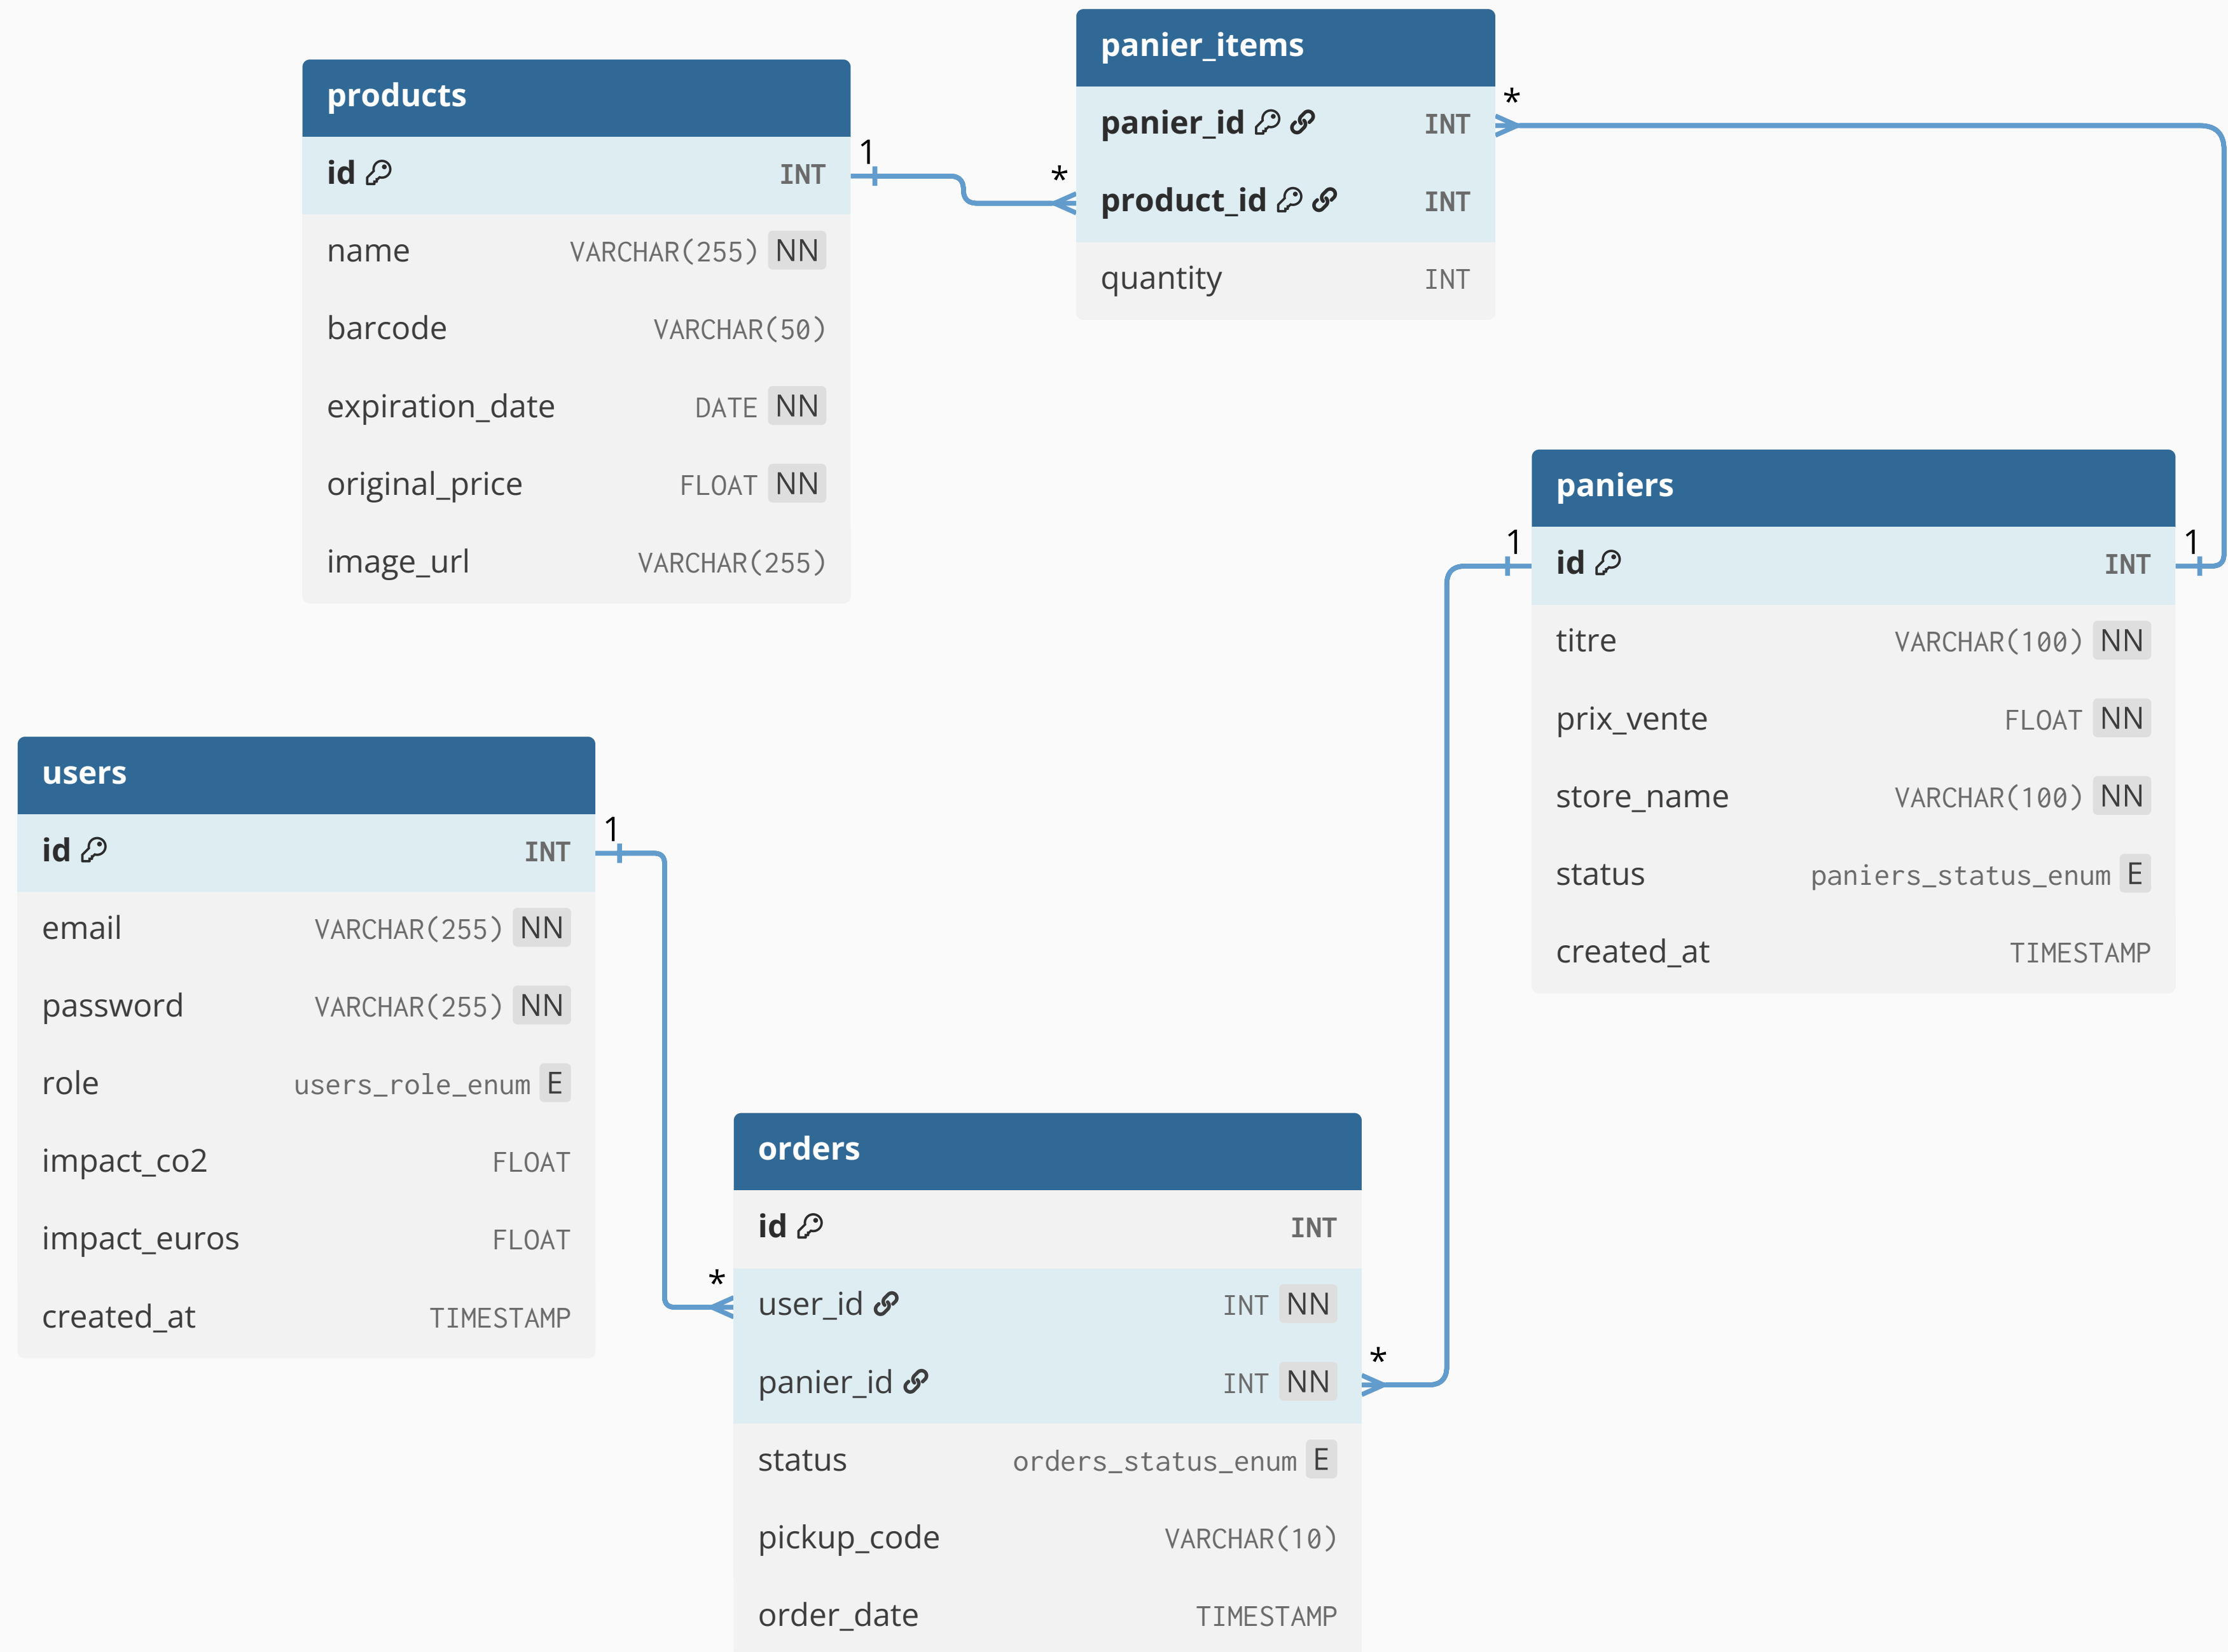 products
id INT
name VARCHAR(255) NN
barcode VARCHAR(50)
expiration_date DATE NN
original_price FLOAT NN
image_url VARCHAR(255)
1
*
panier_items
panier_id INT
product_id INT
quantity INT
*
1
paniers
id INT
titre VARCHAR(100) NN
prix_vente FLOAT NN
store_name VARCHAR(100) NN
status paniers_status_enum E
created_at TIMESTAMP
1
users
id INT
email VARCHAR(255) NN
password VARCHAR(255) NN
role users_role_enum E
impact_co2 FLOAT
impact_euros FLOAT
created_at TIMESTAMP
1
*
orders
id INT
user_id INT NN
panier_id INT NN
status orders_status_enum E
pickup_code VARCHAR(10)
order_date TIMESTAMP
*